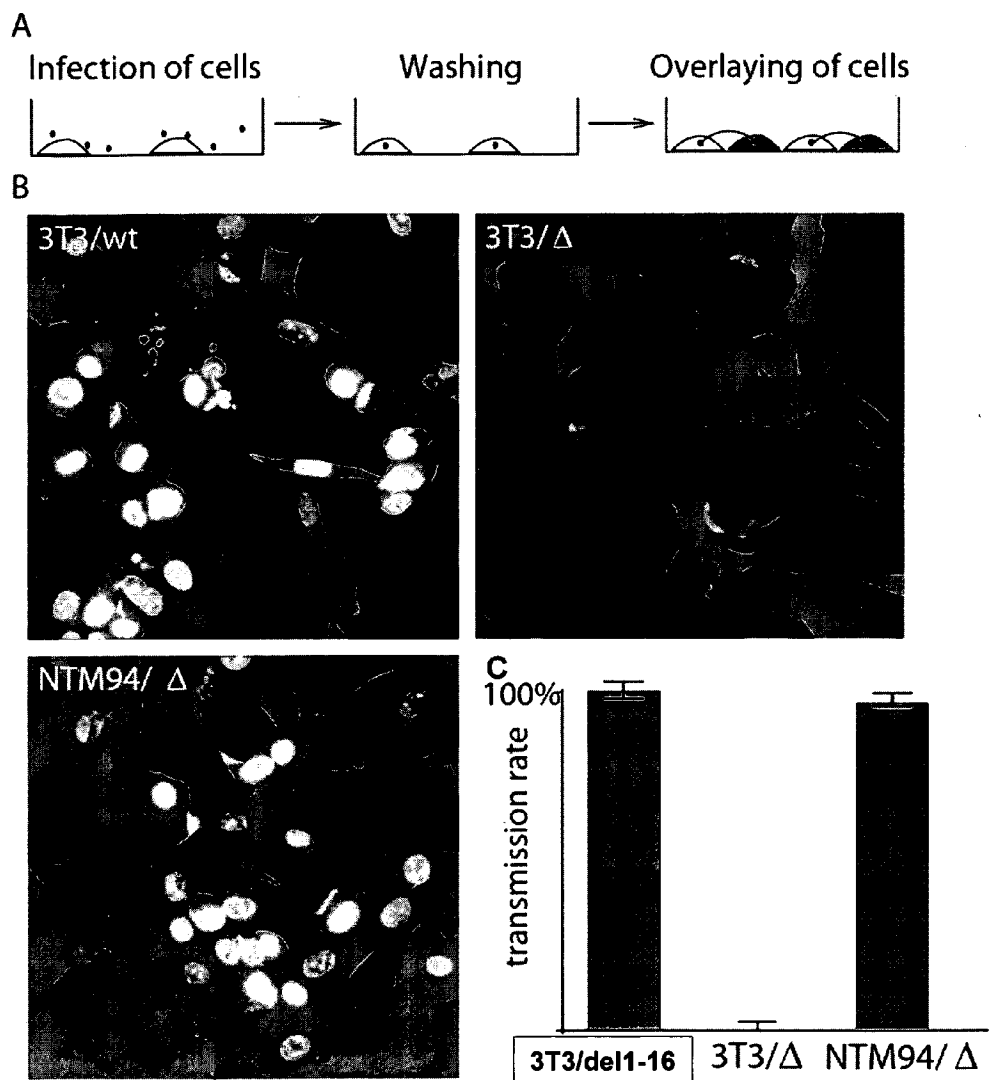 A
Infection of cells
Washing
Overlaying of cells
B
3T3/wt
3T3/Δ
NTM94/ Δ
C
100%
transmission rate
3T3/del1-16
3T3/Δ
NTM94/ Δ